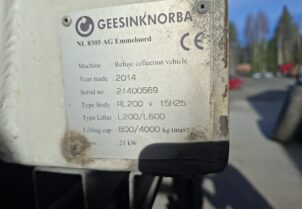 GEESINKNORBA
NL 8305 AG Emmeloord
CE
Machine Refuse collection vehicle
Year made 2014
Serial no. 21400569
Type Body RL200 v 15H25
Type Lifter L200/L600
Lifting cap. 800/4000 kg (max)
21 kW